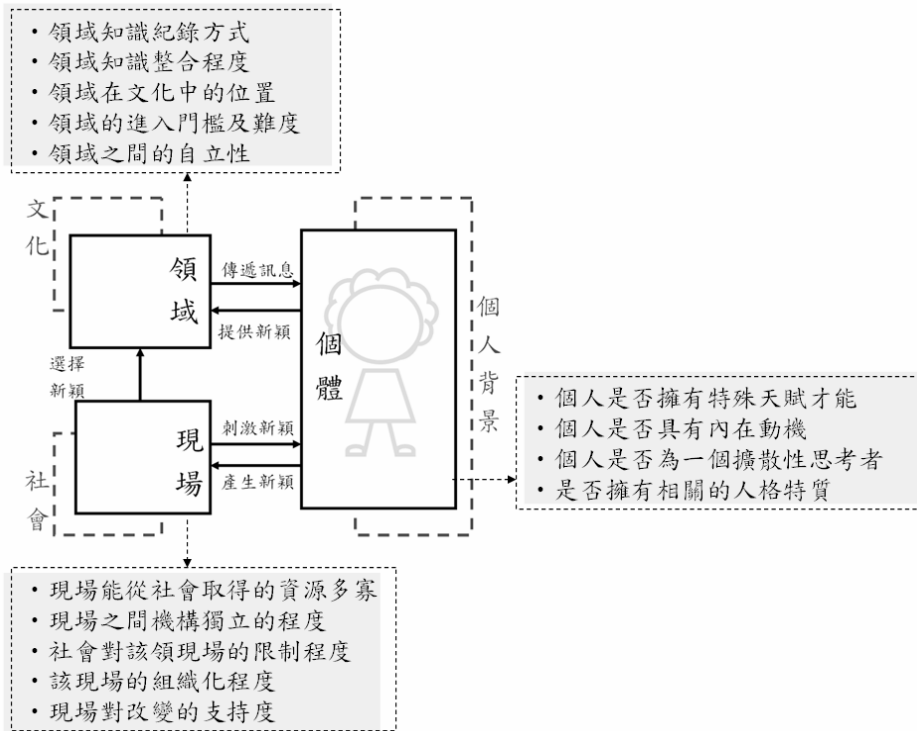 ・領域知識紀錄方式
・領域知識整合程度
・領域在文化中的位置
・領域的進入門檻及難度
・領域之間的自立性
文化
領域
傳遞訊息
提供新穎
選擇
新穎
個體
個人背景
現場
刺激新穎
產生新穎
社會
・個人是否擁有特殊天賦才能
・個人是否具有內在動機
・個人是否為一個擴散性思考者
・是否擁有相關的人格特質
・現場能從社會取得的資源多寡
・現場之間機構獨立的程度
・社會對該領現場的限制程度
・該現場的組織化程度
・現場對改變的支持度